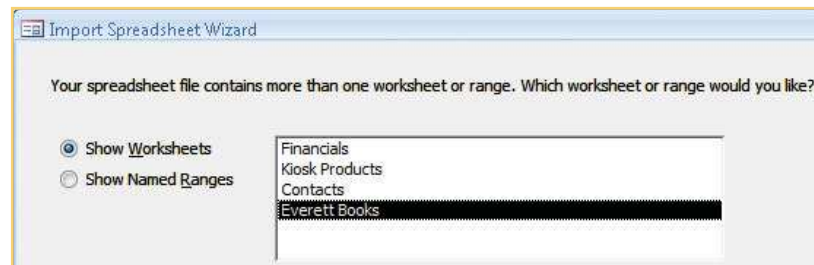 Import Spreadsheet Wizard
Your spreadsheet file contains more than one worksheet or range. Which worksheet or range would you like?
Show Worksheets
Show Named Ranges
Financials
Kiosk Products
Contacts
Everett Books